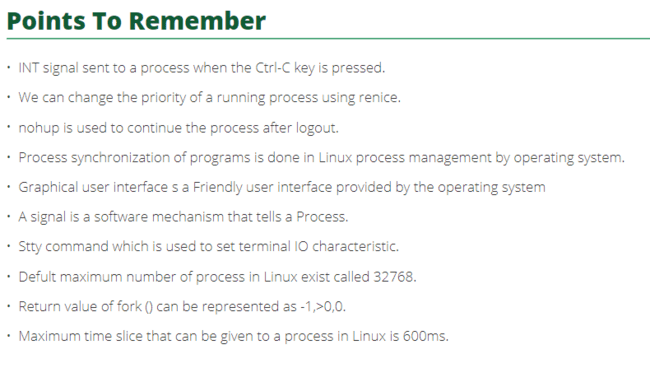 Points To Remember
• INT signal sent to a process when the Ctrl-C key is pressed.
• We can change the priority of a running process using renice.
• nohup is used to continue the process after logout.
• Process synchronization of programs is done in Linux process management by operating system.
• Graphical user interface s a Friendly user interface provided by the operating system
• A signal is a software mechanism that tells a Process.
• Stty command which is used to set terminal IO characteristic.
• Defult maximum number of process in Linux exist called 32768.
• Return value of fork () can be represented as -1,>0,0.
• Maximum time slice that can be given to a process in Linux is 600ms.